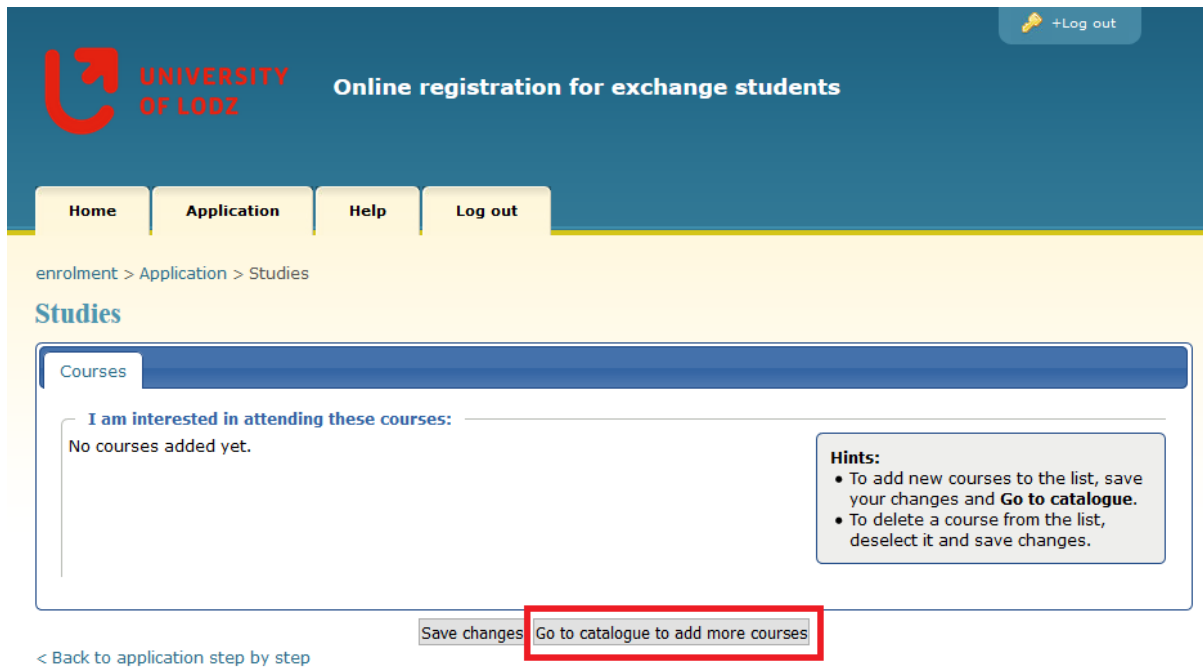 +Log out
UNIVERSITY
OF LODZ
Online registration for exchange students
Home Application Help Log out
enrolment > Application > Studies
Studies
Courses
I am interested in attending these courses:
No courses added yet.
Hints:
• To add new courses to the list, save
your changes and Go to catalogue.
• To delete a course from the list,
deselect it and save changes.
Save changes Go to catalogue to add more courses
< Back to application step by step